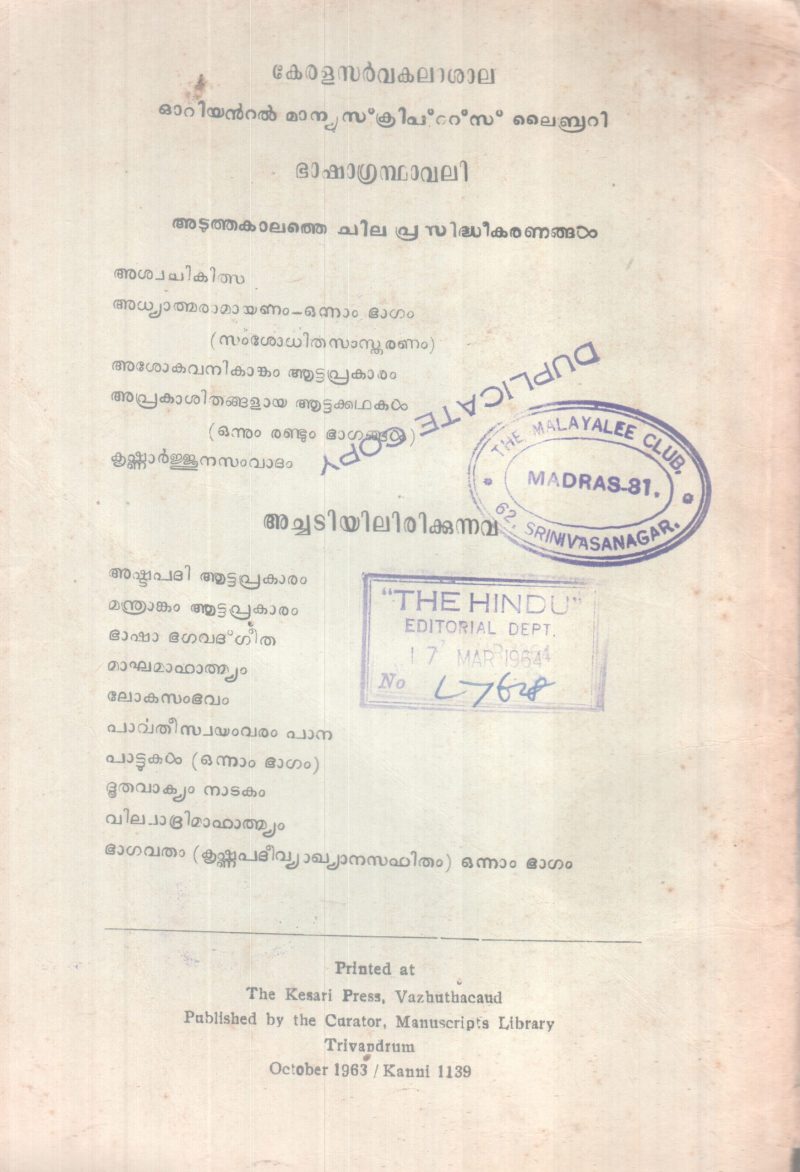 കേരളസർവകലാശാല
ഓറിയൻറൽ മാന്യുസ്ക്രിപ്റ്റ്സ് ലൈബ്രറി
ഭാഷാഗ്രന്ഥാവലി
അടുത്തകാലത്തെ ചില പ്രസിദ്ധീകരണങ്ങൾ
അശ്വചികിത്സ
അധ്യാത്മരാമായണം—ഒന്നാം ഭാഗം
(സംശോധിതസംസ്കരണം)
അശോകവനികാങ്കം ആട്ടപ്രകാരം
അപ്രകാശിതങ്ങളായ ആട്ടക്കഥകൾ
(ഒന്നും രണ്ടും ഭാഗങ്ങൾ)
കൃഷ്ണാർജ്ജുനസംവാദം
DUPLICATE COPY
THE MALAYALEE CLUB,
MADRAS-81.
62, SRINIVASANAGAR.
അച്ചടിയിലിരിക്കുന്നവ
അഷ്ടപദി ആട്ടപ്രകാരം
മന്ത്രാങ്കം ആട്ടപ്രകാരം
ഭാഷാ ഭഗവദ്ഗീത
മാഘമാഹാത്മ്യം
ലോകസംഭവം
പാർവതീസ്വയംവരം പാന
പാട്ടുകൾ (ഒന്നാം ഭാഗം)
ദൂതവാക്യം നാടകം
വില്വാദ്രിമാഹാത്മ്യം
ഭാഗവതം (കൃഷ്ണപദീവ്യാഖ്യാനസഹിതം) ഒന്നാം ഭാഗം
"THE HINDU"
EDITORIAL DEPT.
17 MAR 1964
No L-7628
Printed at
The Kesari Press, Vazhuthacaud
Published by the Curator, Manuscripts Library
Trivandrum
October 1963 / Kanni 1139